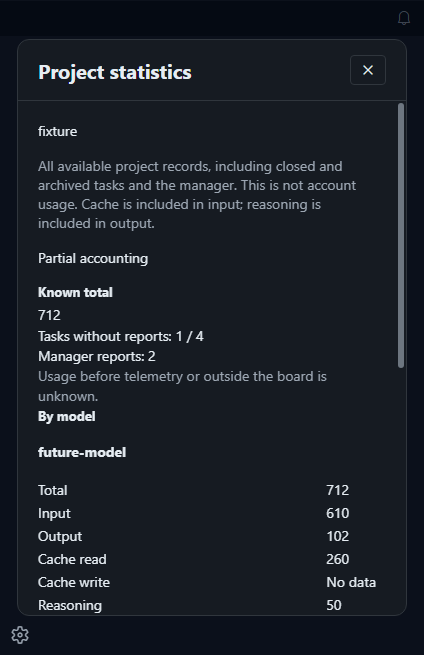 Project statistics
fixture
All available project records, including closed and
archived tasks and the manager. This is not account
usage. Cache is included in input; reasoning is
included in output.
Partial accounting
Known total
712
Tasks without reports: 1 / 4
Manager reports: 2
Usage before telemetry or outside the board is
unknown.
By model
future-model
Total 712
Input 610
Output 102
Cache read 260
Cache write No data
Reasoning 50